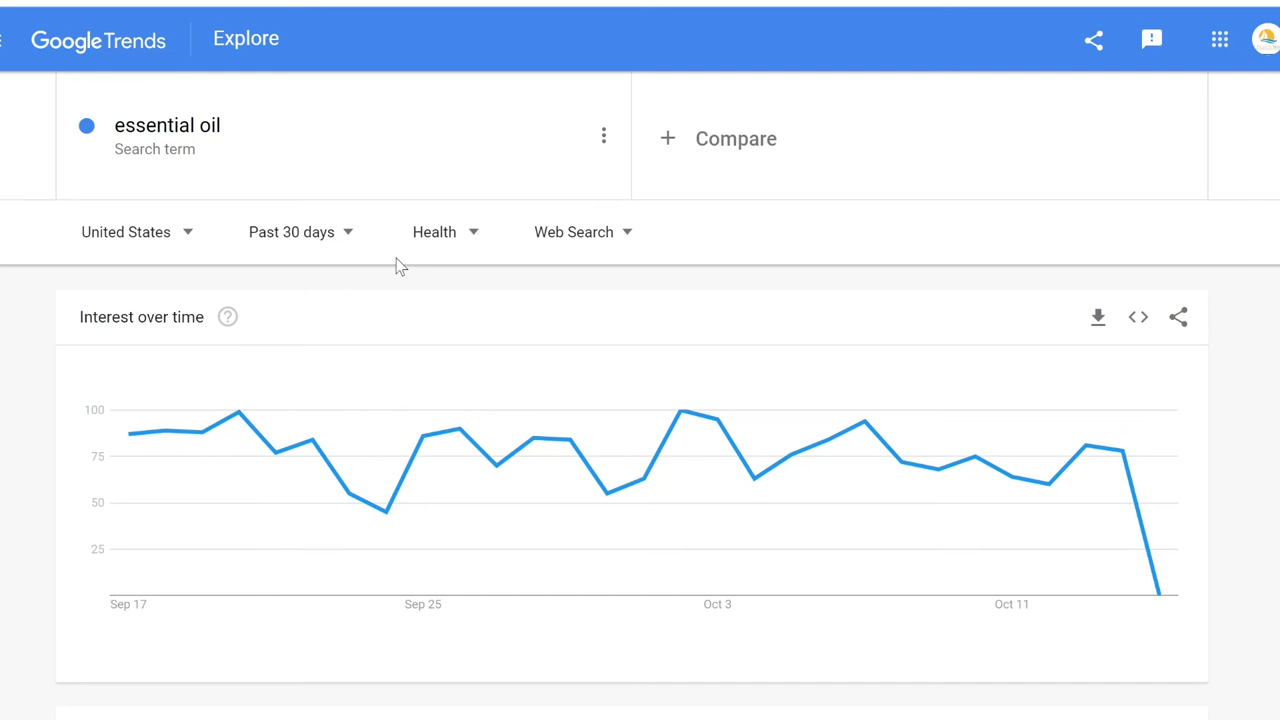 Google Trends Explore
essential oil
Search term
+ Compare
United States Past 30 days Health Web Search
Interest over time ?
100
75
50
25
Sep 17 Sep 25 Oct 3 Oct 11